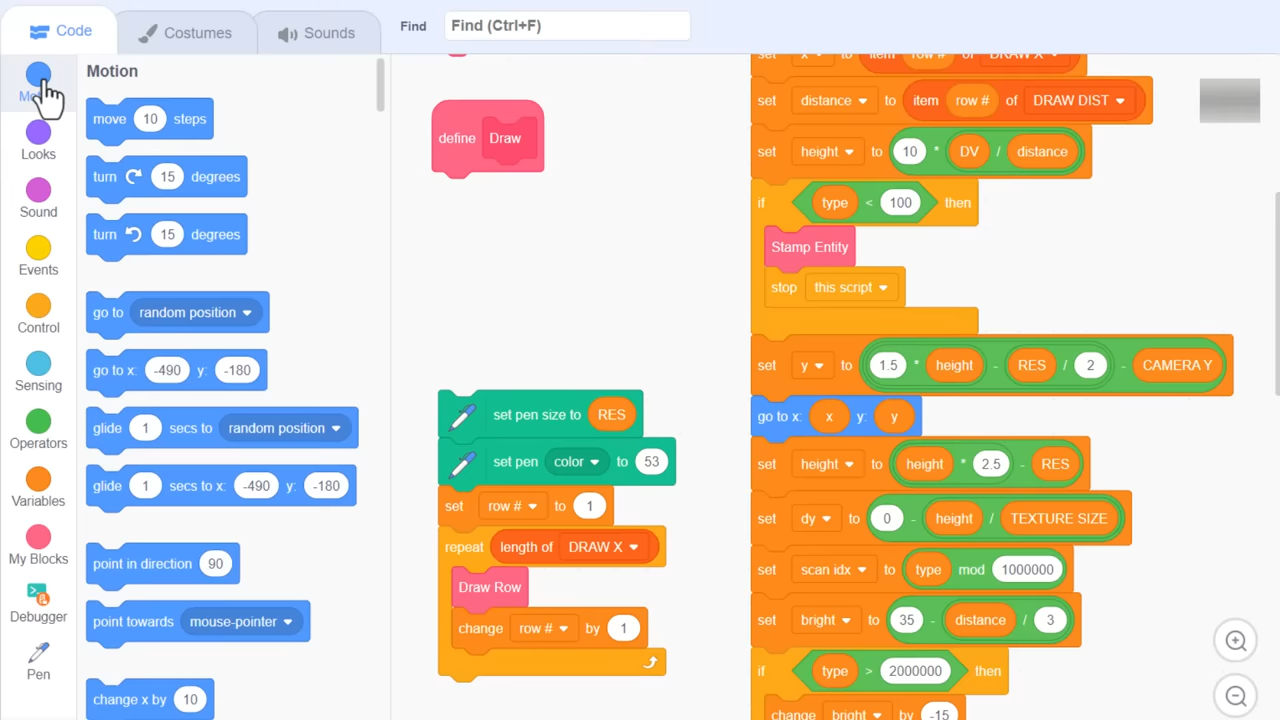 Code
Costumes
Sounds
Find
Find (Ctrl+F)
Looks
Sound
Events
Control
Sensing
Operators
Variables
My Blocks
Debugger
Pen
Motion
move 10 steps
turn 15 degrees
turn 15 degrees
go to random position
go to x: -490 y: -180
glide 1 secs to random position
glide 1 secs to x: -490 y: -180
point in direction 90
point towards mouse-pointer
change x by 10
define Draw
set pen size to RES
set pen color to 53
set row # to 1
repeat length of DRAW X
Draw Row
change row # by 1
set x to item row # of DRAW X
set distance to item row # of DRAW DIST
set height to 10 * DV / distance
if type < 100 then
Stamp Entity
stop this script
set y to 1.5 * height - RES / 2 - CAMERA Y
go to x: x y: y
set height to height * 2.5 - RES
set dy to 0 - height / TEXTURE SIZE
set scan idx to type mod 1000000
set bright to 35 - distance / 3
if type > 2000000 then
change bright by -15